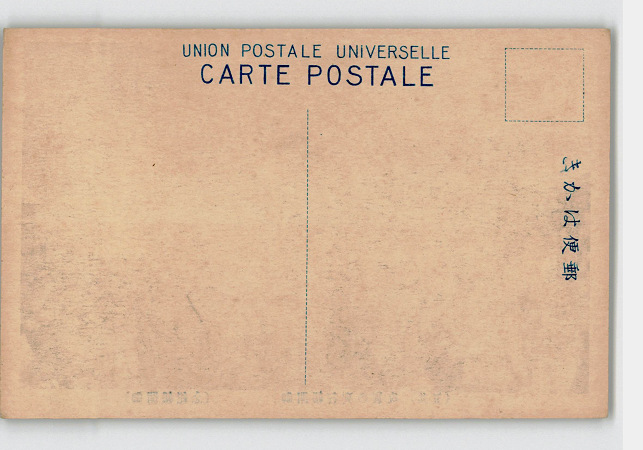 UNION POSTALE UNIVERSELLE
CARTE POSTALE
きかは便郵